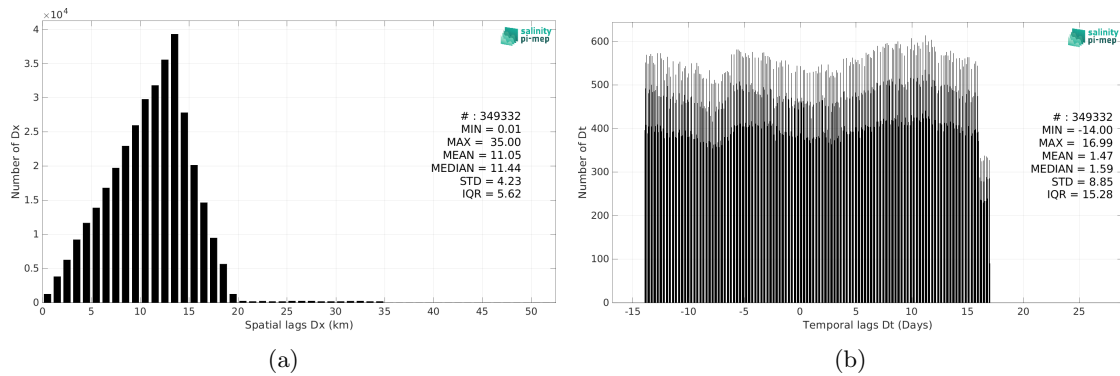 ×10⁴
4
3.5
3
2.5
2
1.5
1
0.5
0
Number of Dx
0 5 10 15 20 25 30 35 40 45 50
Spatial lags Dx (km)
salinity
pi-mep
# : 349332
MIN = 0.01
MAX = 35.00
MEAN = 11.05
MEDIAN = 11.44
STD = 4.23
IQR = 5.62
(a)
600
500
400
300
200
100
0
Number of Dt
-15 -10 -5 0 5 10 15 20 25
Temporal lags Dt (Days)
salinity
pi-mep
# : 349332
MIN = -14.00
MAX = 16.99
MEAN = 1.47
MEDIAN = 1.59
STD = 8.85
IQR = 15.28
(b)